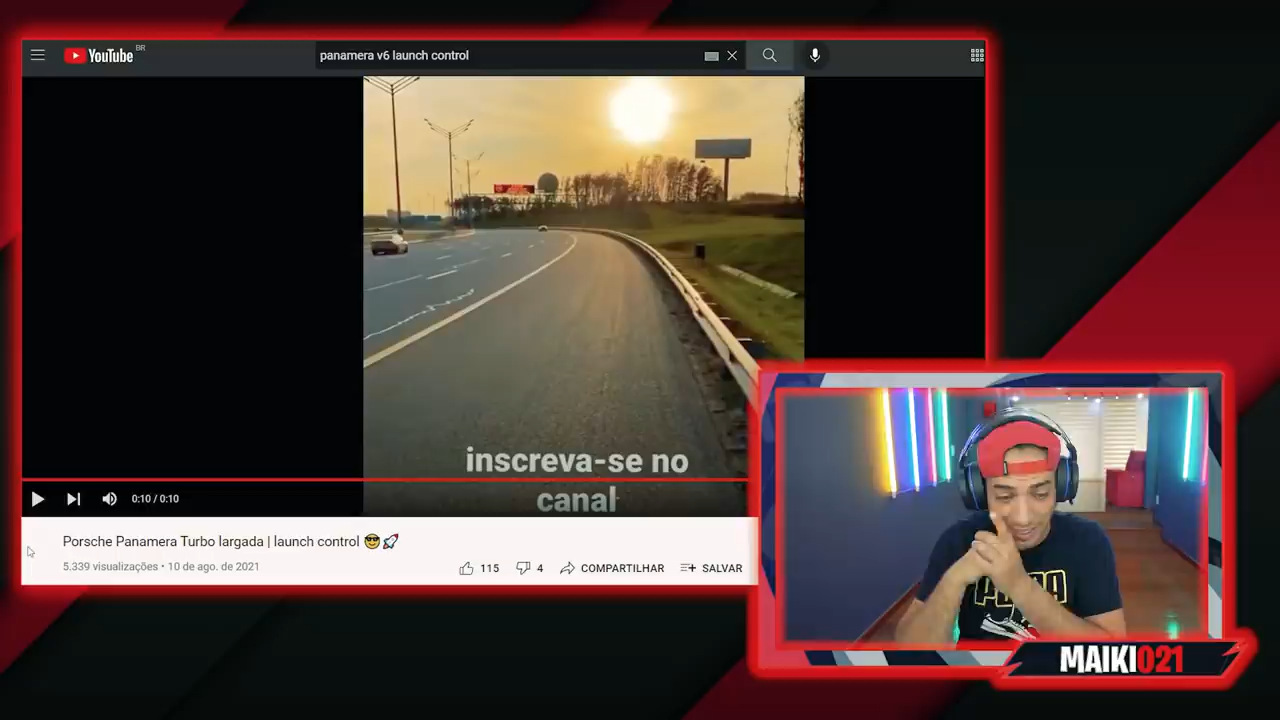 YouTube BR
panamera v6 launch control
inscreva-se no
canal
0:10 / 0:10
Porsche Panamera Turbo largada | launch control 😎🚀
5.339 visualizações • 10 de ago. de 2021
115
4
COMPARTILHAR
SALVAR
PUMA
MAIKI021